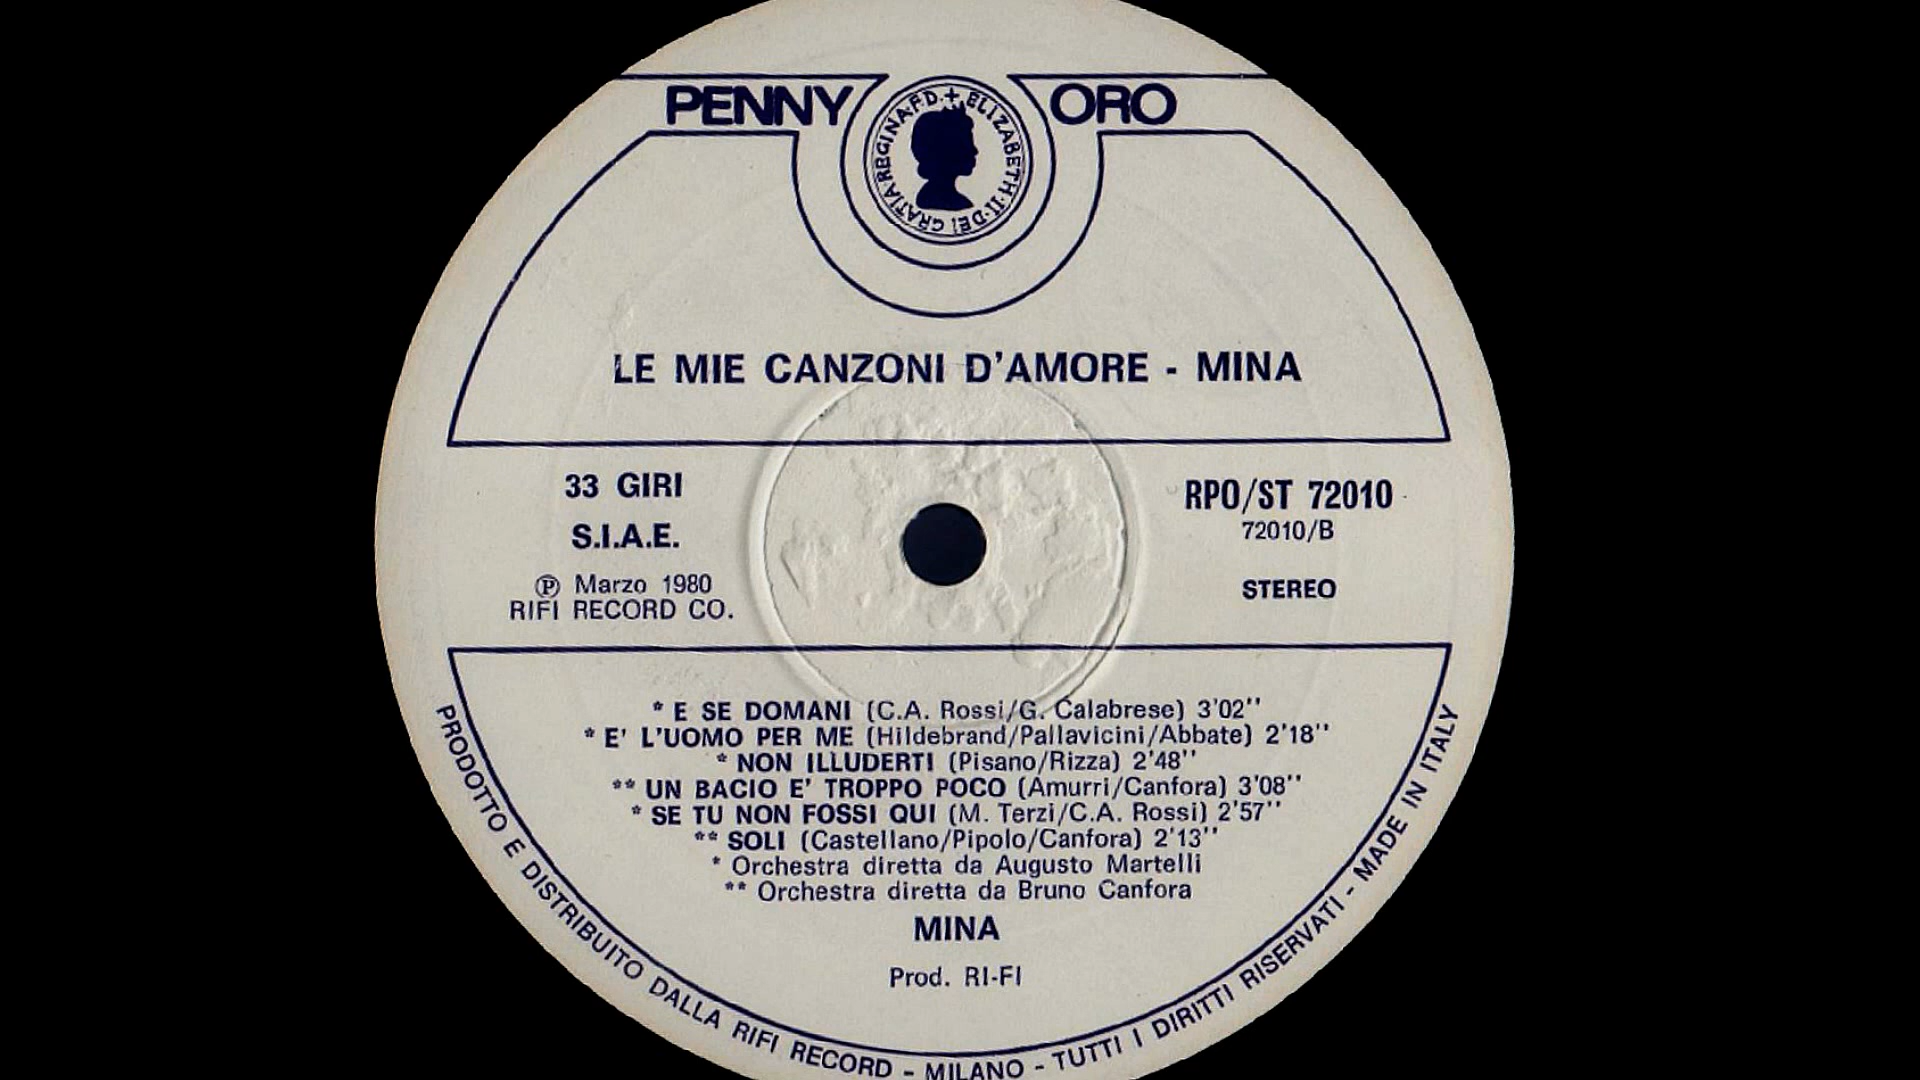 PENNY ORO
ELIZABETH·II·DEI GRATIA·REGINA·F·D·+
LE MIE CANZONI D'AMORE - MINA
33 GIRI
S.I.A.E.
Ⓟ Marzo 1980
RIFI RECORD CO.
RPO/ST 72010
72010/B
STEREO
* E SE DOMANI (C.A. Rossi/G. Calabrese) 3'02''
* E' L'UOMO PER ME (Hildebrand/Pallavicini/Abbate) 2'18''
* NON ILLUDERTI (Pisano/Rizza) 2'48''
** UN BACIO E' TROPPO POCO (Amurri/Canfora) 3'08''
* SE TU NON FOSSI QUI (M. Terzi/C.A. Rossi) 2'57''
** SOLI (Castellano/Pipolo/Canfora) 2'13''
* Orchestra diretta da Augusto Martelli
** Orchestra diretta da Bruno Canfora
MINA
Prod. RI-FI
PRODOTTO E DISTRIBUITO DALLA RIFI RECORD - MILANO - TUTTI I DIRITTI RISERVATI - MADE IN ITALY